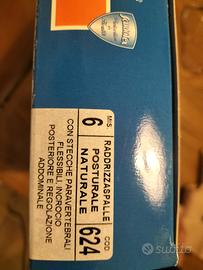 MIS.
6
RADDRIZZASPALLE
POSTURALE
NATURALE
COD.
624
CON STECCHE PARAVERTEBRALI
FLESSIBILI, INCROCIO
POSTERIORE E REGOLAZIONE
ADDOMINALE
subito